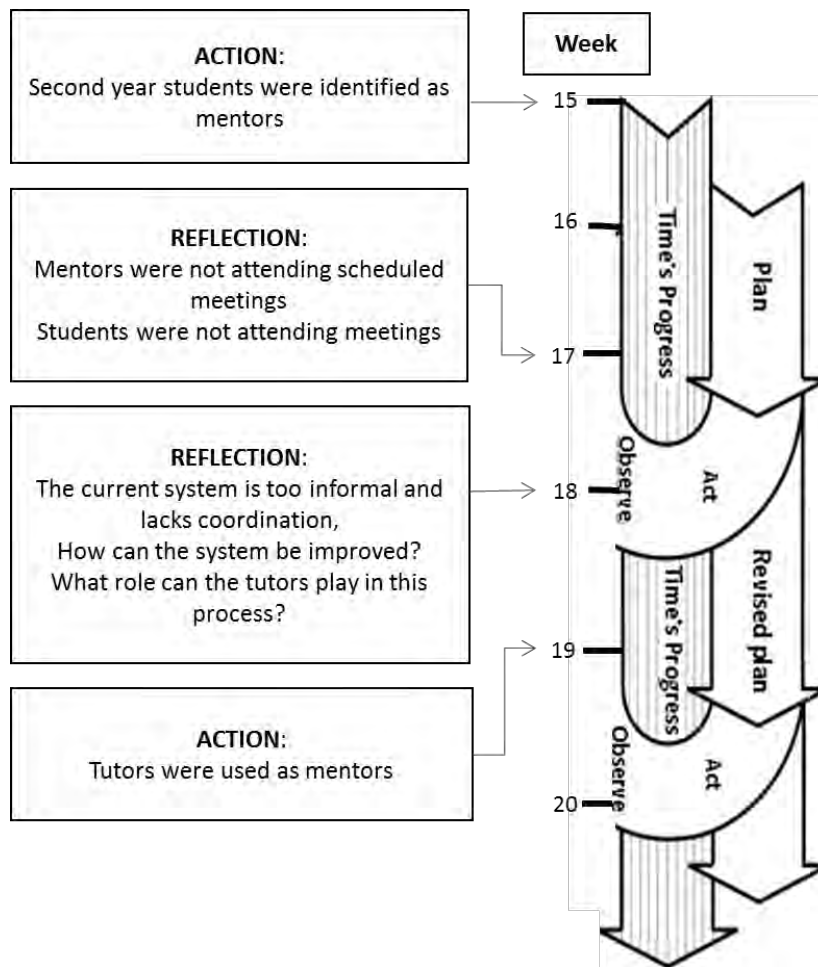 ACTION:
Second year students were identified as
mentors
REFLECTION:
Mentors were not attending scheduled
meetings
Students were not attending meetings
REFLECTION:
The current system is too informal and
lacks coordination,
How can the system be improved?
What role can the tutors play in this
process?
ACTION:
Tutors were used as mentors
Week
15
16
17
18
19
20
Time's Progress
Plan
Observe
Act
Time's Progress
Revised plan
Observe
Act